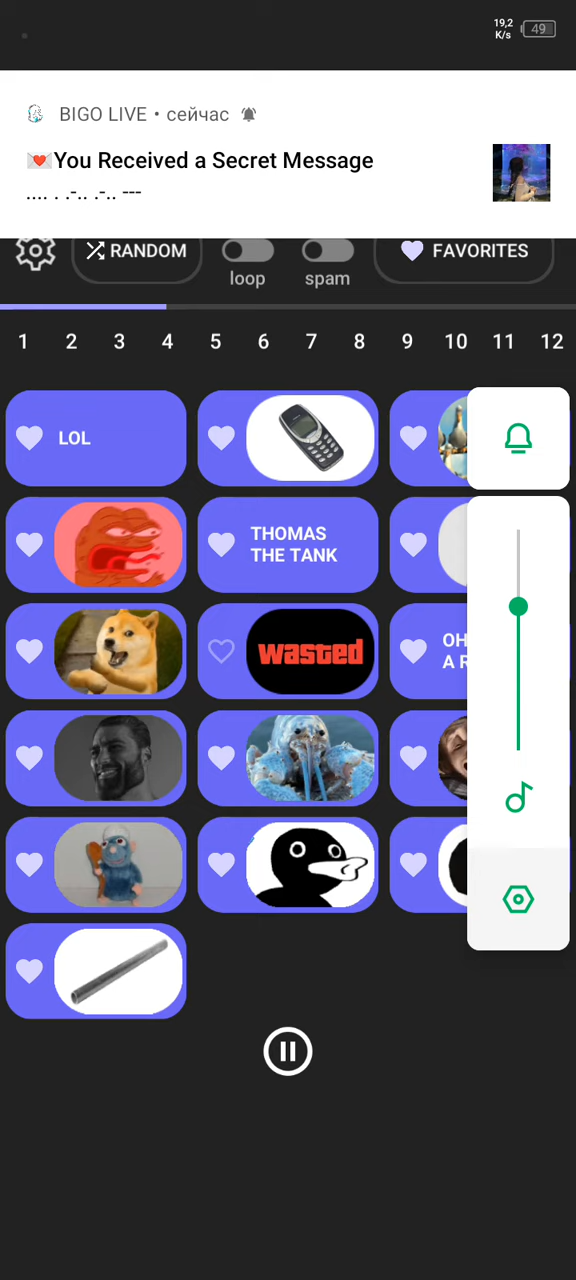 19,2
K/s
49
BIGO LIVE • сейчас
💌You Received a Secret Message
.... . .-.. .-.. ---
RANDOM
loop
spam
FAVORITES
1 2 3 4 5 6 7 8 9 10 11 12
LOL
THOMAS
THE TANK
wasted
OH
A R